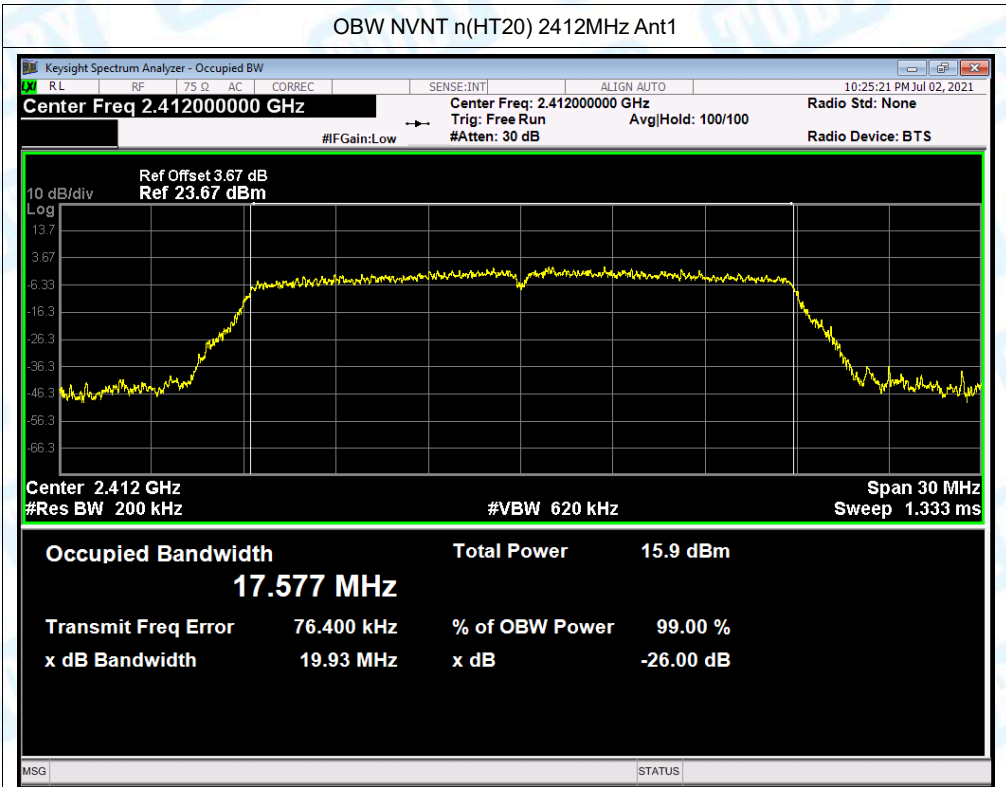 OBW NVNT n(HT20) 2412MHz Ant1
Keysight Spectrum Analyzer - Occupied BW
LXI RL RF 75 Ω AC CORREC SENSE:INT ALIGN AUTO 10:25:21 PM Jul 02, 2021
Center Freq 2.412000000 GHz Center Freq: 2.412000000 GHz Radio Std: None
Trig: Free Run Avg|Hold: 100/100
#IFGain:Low #Atten: 30 dB Radio Device: BTS
Ref Offset 3.67 dB
10 dB/div Ref 23.67 dBm
Log
13.7
3.67
-6.33
-16.3
-26.3
-36.3
-46.3
-56.3
-66.3
Center 2.412 GHz Span 30 MHz
#Res BW 200 kHz #VBW 620 kHz Sweep 1.333 ms
Occupied Bandwidth Total Power 15.9 dBm
17.577 MHz
Transmit Freq Error 76.400 kHz % of OBW Power 99.00 %
x dB Bandwidth 19.93 MHz x dB -26.00 dB
MSG STATUS